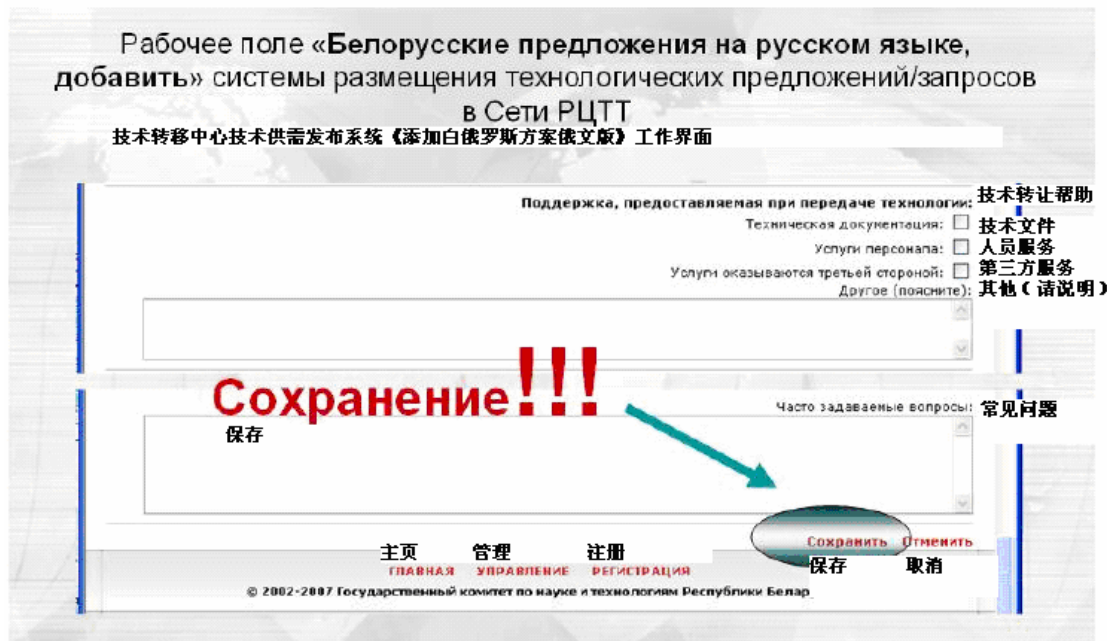 Рабочее поле «Белорусские предложения на русском языке,
добавить» системы размещения технологических предложений/запросов
в Сети РЦТТ
技术转移中心技术供需发布系统《添加白俄罗斯方案俄文版》工作界面
Поддержка, предоставляемая при передаче технологии: 技术转让帮助
Техническая документация: 技术文件
Услуги персонала: 人员服务
Услуги оказываются третьей стороной: 第三方服务
Другое (поясните): 其他(请说明)
Сохранение!!!
保存
Часто задаваемые вопросы: 常见问题
Сохранить Отменить
保存 取消
主页 管理 注册
ГЛАВНАЯ УПРАВЛЕНИЕ РЕГИСТРАЦИЯ
© 2002-2007 Государственный комитет по науке и технологиям Республики Белар